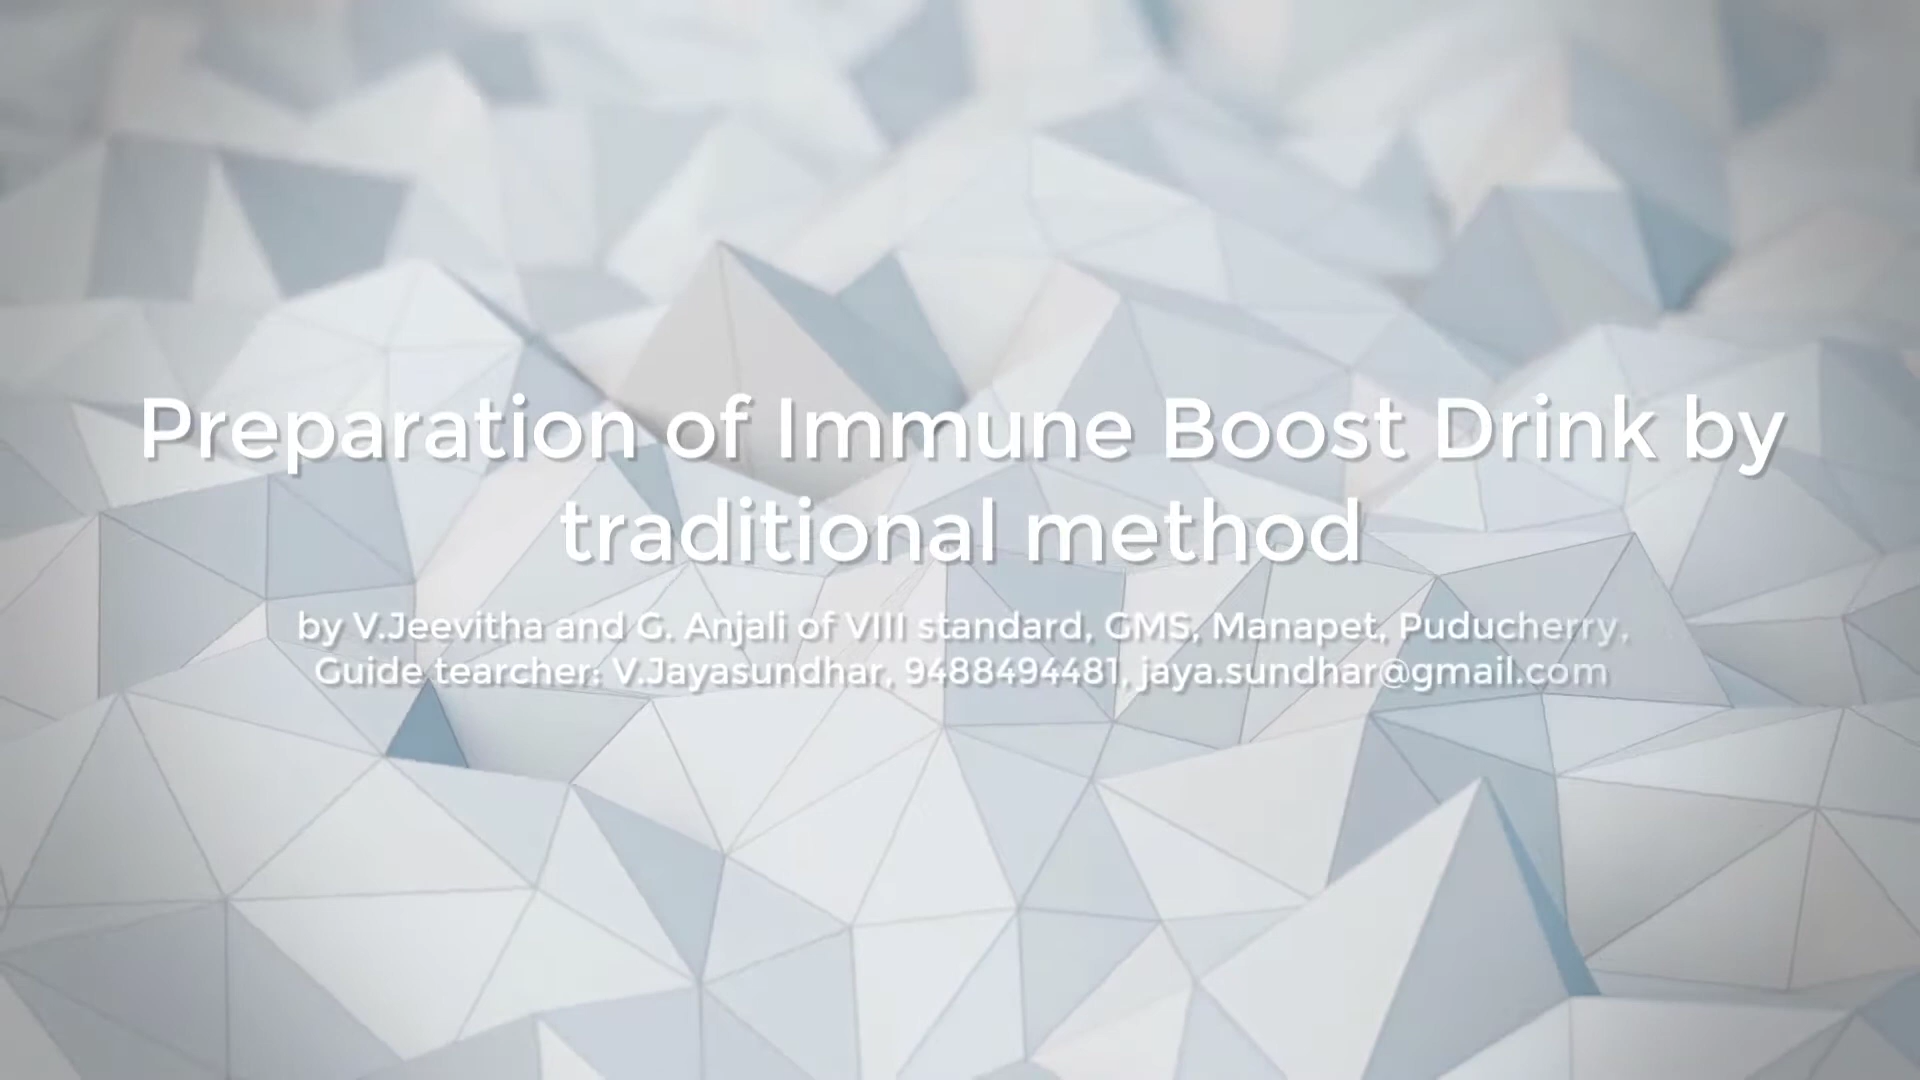 Preparation of Immune Boost Drink by
traditional method
by V.Jeevitha and G. Anjali of VIII standard, GMS, Manapet, Puducherry,
Guide tearcher: V.Jayasundhar, 9488494481, jaya.sundhar@gmail.com